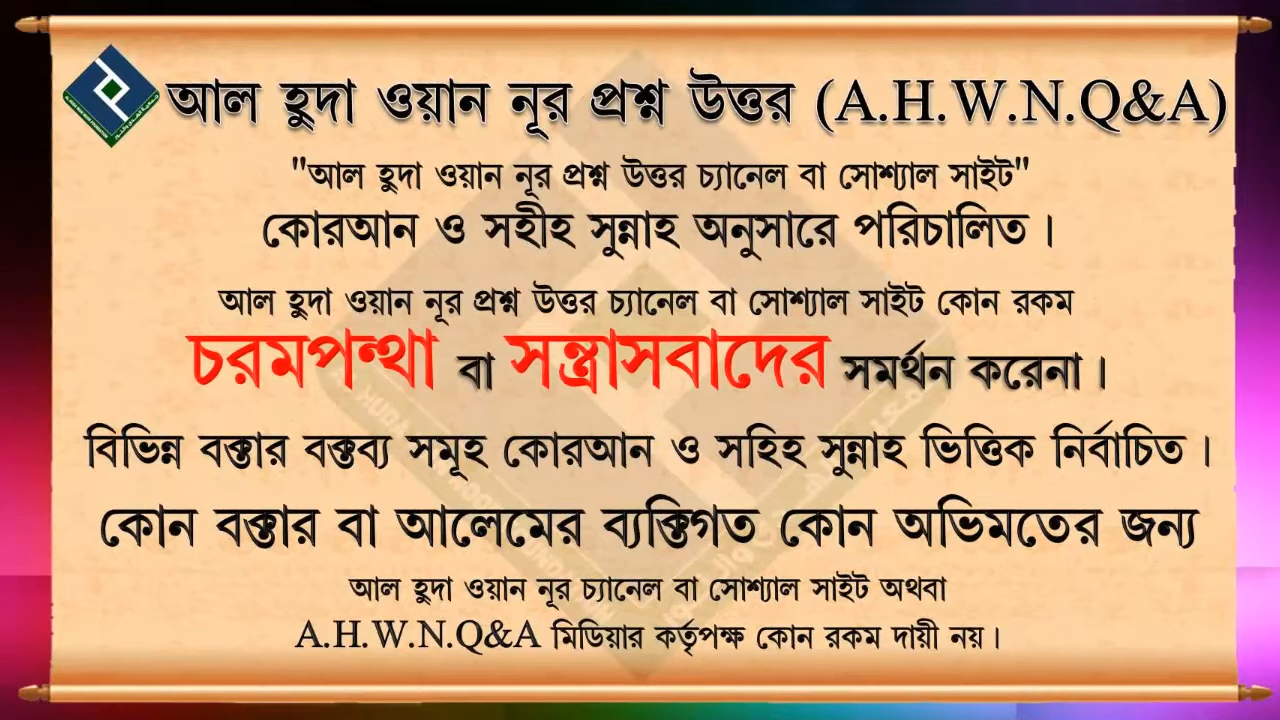 আল হুদা ওয়ান নূর প্রশ্ন উত্তর (A.H.W.N.Q&A)
"আল হুদা ওয়ান নূর প্রশ্ন উত্তর চ্যানেল বা সোশ্যাল সাইট"
কোরআন ও সহীহ সুন্নাহ অনুসারে পরিচালিত।
আল হুদা ওয়ান নূর প্রশ্ন উত্তর চ্যানেল বা সোশ্যাল সাইট কোন রকম
চরমপন্থা বা সন্ত্রাসবাদের সমর্থন করেনা।
বিভিন্ন বক্তার বক্তব্য সমূহ কোরআন ও সহিহ সুন্নাহ ভিত্তিক নির্বাচিত।
কোন বক্তার বা আলেমের ব্যক্তিগত কোন অভিমতের জন্য
আল হুদা ওয়ান নূর চ্যানেল বা সোশ্যাল সাইট অথবা
A.H.W.N.Q&A মিডিয়ার কর্তৃপক্ষ কোন রকম দায়ী নয়।